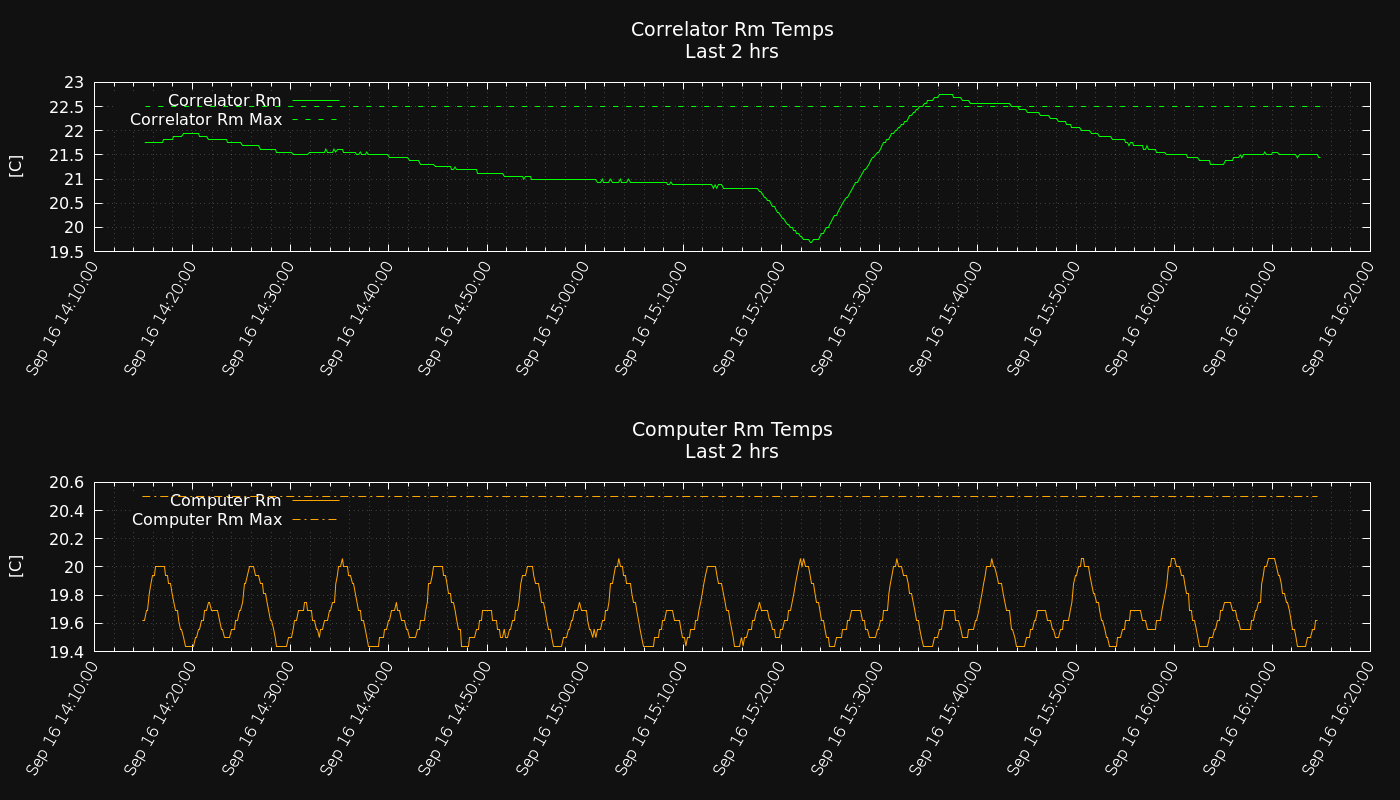 Correlator Rm Temps
Last 2 hrs
[C]
23
22.5
22
21.5
21
20.5
20
19.5
Correlator Rm
Correlator Rm Max
Sep 16 14:10:00
Sep 16 14:20:00
Sep 16 14:30:00
Sep 16 14:40:00
Sep 16 14:50:00
Sep 16 15:00:00
Sep 16 15:10:00
Sep 16 15:20:00
Sep 16 15:30:00
Sep 16 15:40:00
Sep 16 15:50:00
Sep 16 16:00:00
Sep 16 16:10:00
Sep 16 16:20:00
Computer Rm Temps
Last 2 hrs
[C]
20.6
20.4
20.2
20
19.8
19.6
19.4
Computer Rm
Computer Rm Max
Sep 16 14:10:00
Sep 16 14:20:00
Sep 16 14:30:00
Sep 16 14:40:00
Sep 16 14:50:00
Sep 16 15:00:00
Sep 16 15:10:00
Sep 16 15:20:00
Sep 16 15:30:00
Sep 16 15:40:00
Sep 16 15:50:00
Sep 16 16:00:00
Sep 16 16:10:00
Sep 16 16:20:00